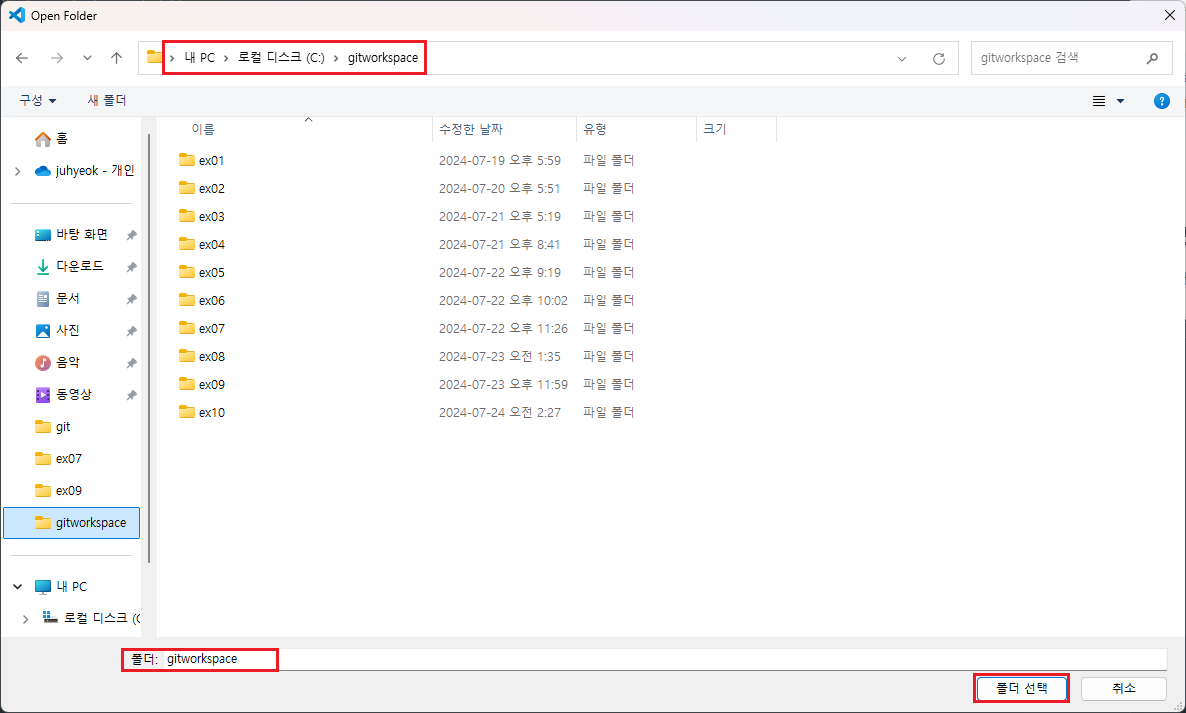 Open Folder
내 PC > 로컬 디스크 (C:) > gitworkspace
gitworkspace 검색
구성 새 폴더
이름 수정한 날짜 유형 크기
홈
juhyeok - 개인
바탕 화면
다운로드
문서
사진
음악
동영상
git
ex07
ex09
gitworkspace
내 PC
로컬 디스크 (C
ex01 2024-07-19 오후 5:59 파일 폴더
ex02 2024-07-20 오후 5:51 파일 폴더
ex03 2024-07-21 오후 5:19 파일 폴더
ex04 2024-07-21 오후 8:41 파일 폴더
ex05 2024-07-22 오후 9:19 파일 폴더
ex06 2024-07-22 오후 10:02 파일 폴더
ex07 2024-07-22 오후 11:26 파일 폴더
ex08 2024-07-23 오전 1:35 파일 폴더
ex09 2024-07-23 오후 11:59 파일 폴더
ex10 2024-07-24 오전 2:27 파일 폴더
폴더: gitworkspace
폴더 선택 취소